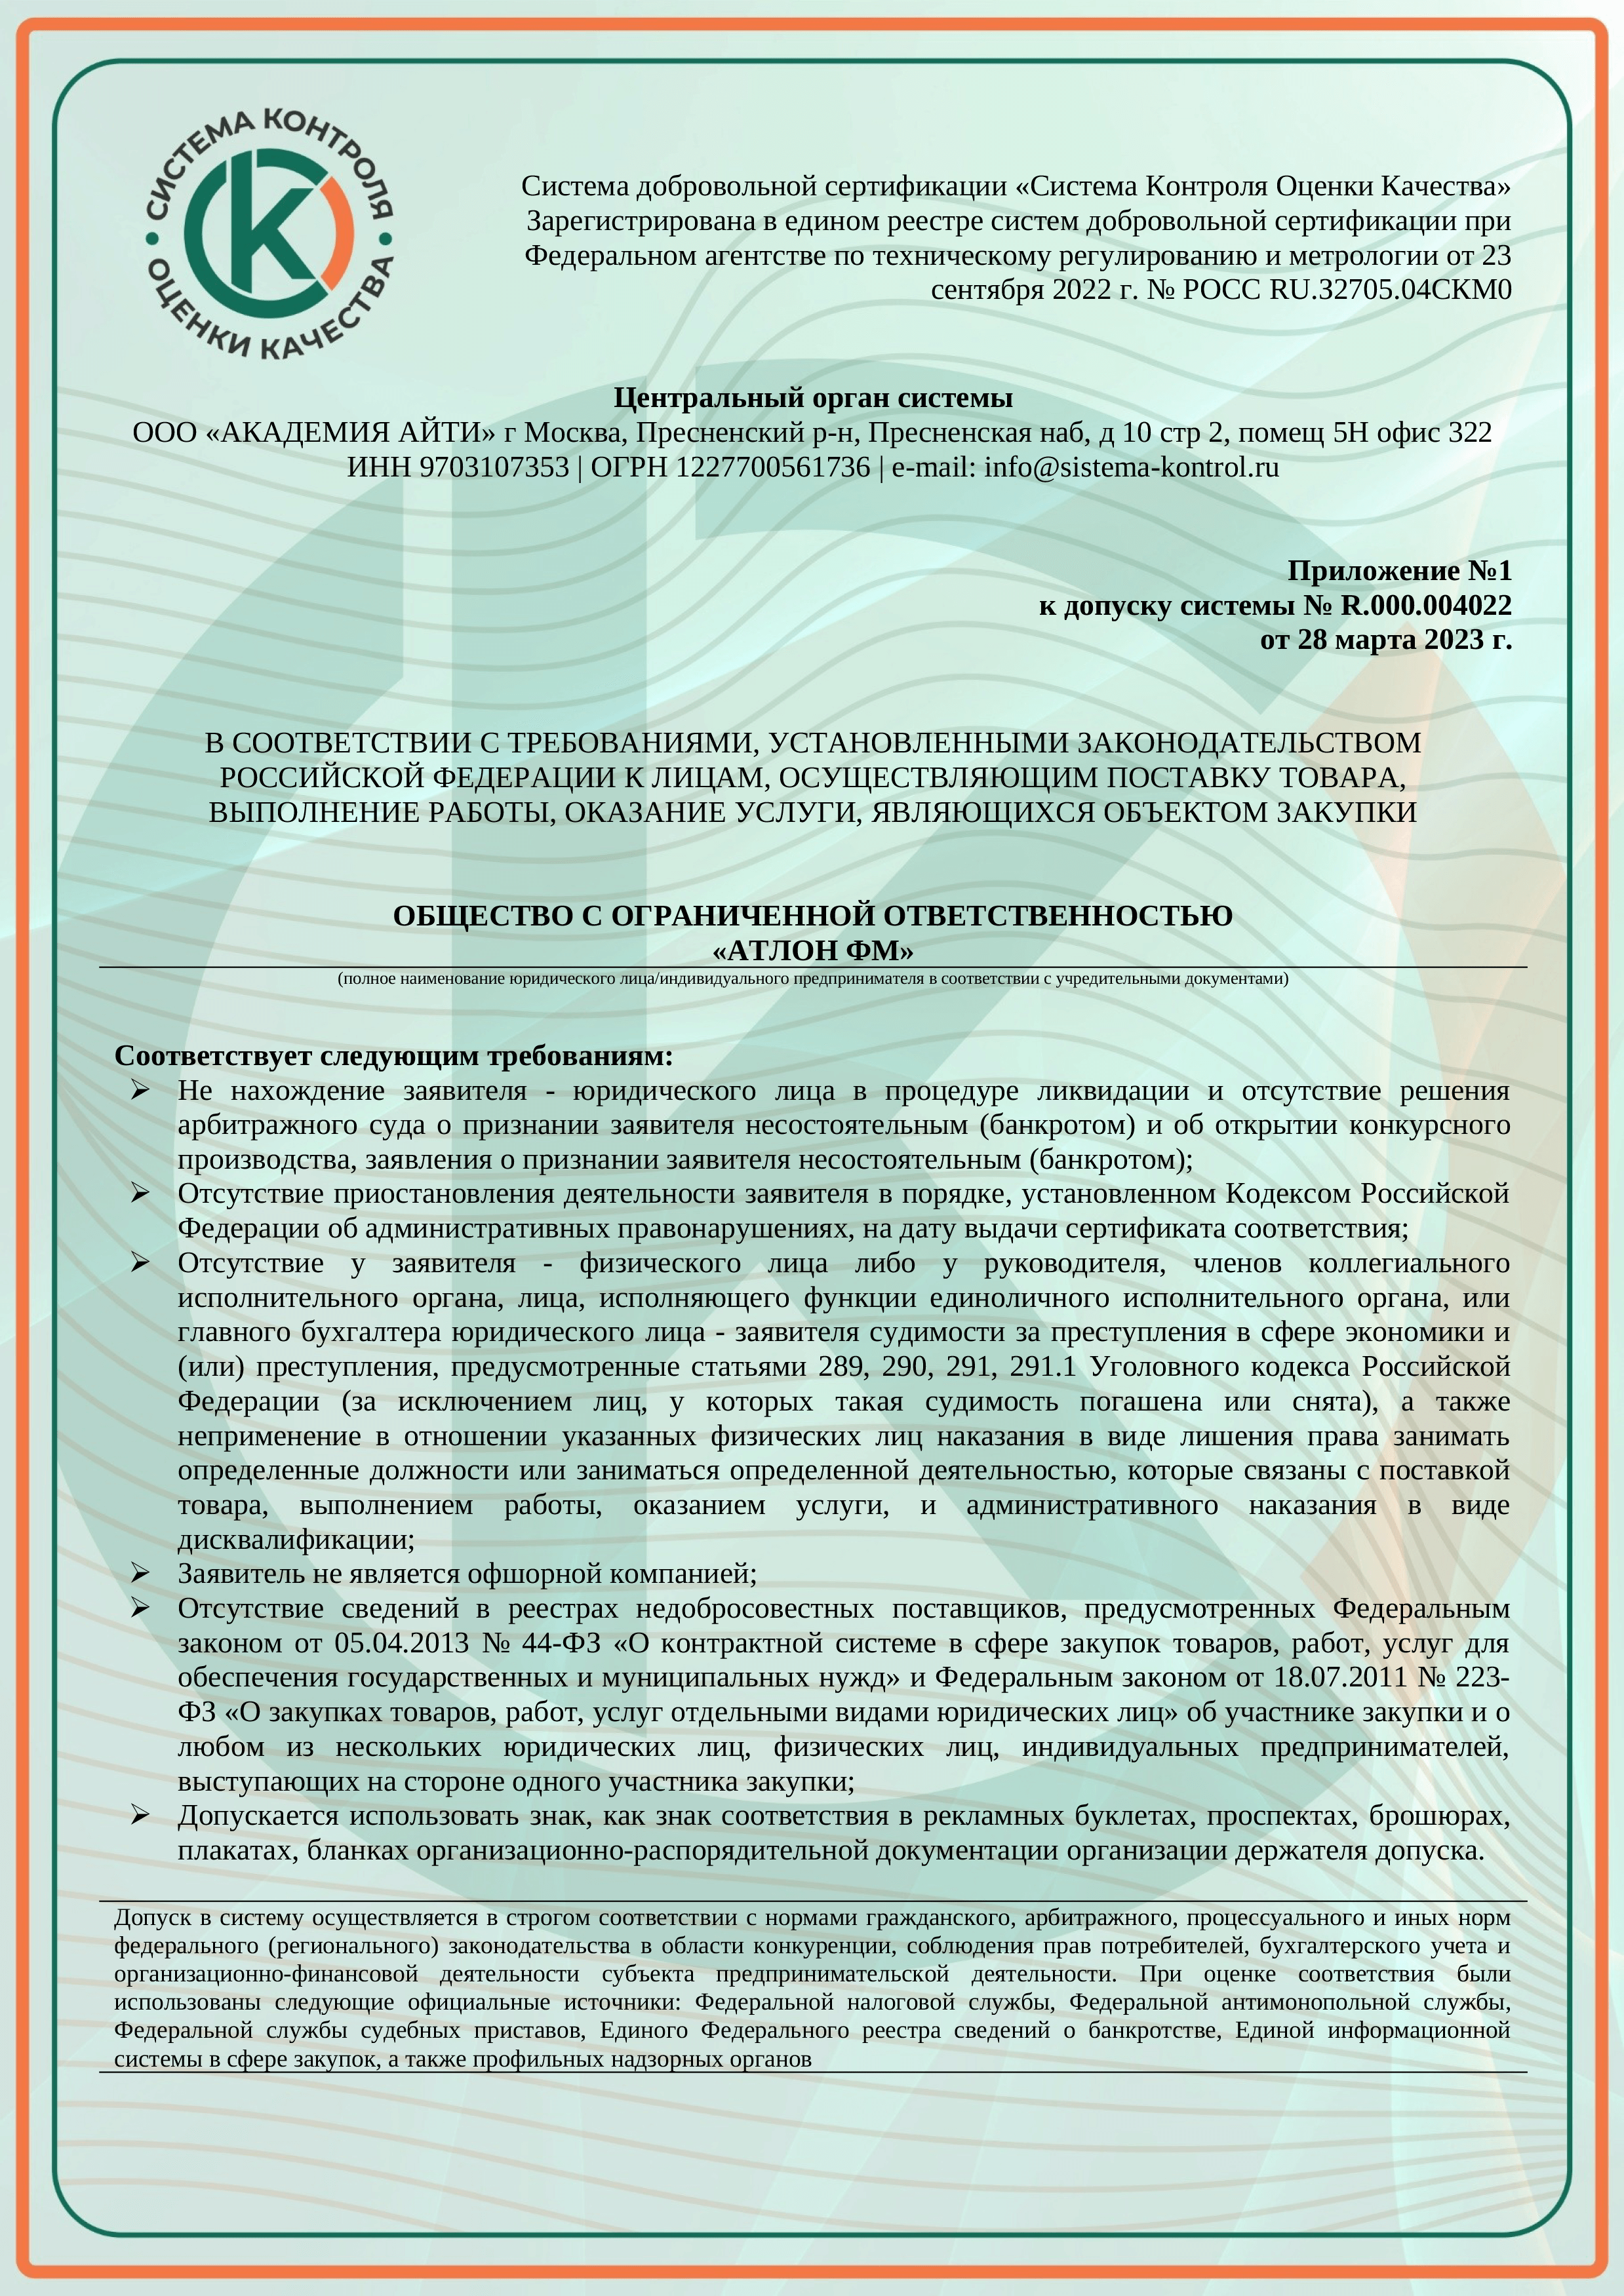 СИСТЕМА КОНТРОЛЯ
ОЦЕНКИ КАЧЕСТВА
Система добровольной сертификации «Система Контроля Оценки Качества»
Зарегистрирована в едином реестре систем добровольной сертификации при
Федеральном агентстве по техническому регулированию и метрологии от 23
сентября 2022 г. № РОСС RU.З2705.04СКМ0
Центральный орган системы
ООО «АКАДЕМИЯ АЙТИ» г Москва, Пресненский р-н, Пресненская наб, д 10 стр 2, помещ 5Н офис 322
ИНН 9703107353 | ОГРН 1227700561736 | e-mail: info@sistema-kontrol.ru
Приложение №1
к допуску системы № R.000.004022
от 28 марта 2023 г.
В СООТВЕТСТВИИ С ТРЕБОВАНИЯМИ, УСТАНОВЛЕННЫМИ ЗАКОНОДАТЕЛЬСТВОМ
РОССИЙСКОЙ ФЕДЕРАЦИИ К ЛИЦАМ, ОСУЩЕСТВЛЯЮЩИМ ПОСТАВКУ ТОВАРА,
ВЫПОЛНЕНИЕ РАБОТЫ, ОКАЗАНИЕ УСЛУГИ, ЯВЛЯЮЩИХСЯ ОБЪЕКТОМ ЗАКУПКИ
ОБЩЕСТВО С ОГРАНИЧЕННОЙ ОТВЕТСТВЕННОСТЬЮ
«АТЛОН ФМ»
(полное наименование юридического лица/индивидуального предпринимателя в соответствии с учредительными документами)
Соответствует следующим требованиям:
➢ Не нахождение заявителя - юридического лица в процедуре ликвидации и отсутствие решения
арбитражного суда о признании заявителя несостоятельным (банкротом) и об открытии конкурсного
производства, заявления о признании заявителя несостоятельным (банкротом);
➢ Отсутствие приостановления деятельности заявителя в порядке, установленном Кодексом Российской
Федерации об административных правонарушениях, на дату выдачи сертификата соответствия;
➢ Отсутствие у заявителя - физического лица либо у руководителя, членов коллегиального
исполнительного органа, лица, исполняющего функции единоличного исполнительного органа, или
главного бухгалтера юридического лица - заявителя судимости за преступления в сфере экономики и
(или) преступления, предусмотренные статьями 289, 290, 291, 291.1 Уголовного кодекса Российской
Федерации (за исключением лиц, у которых такая судимость погашена или снята), а также
неприменение в отношении указанных физических лиц наказания в виде лишения права занимать
определенные должности или заниматься определенной деятельностью, которые связаны с поставкой
товара, выполнением работы, оказанием услуги, и административного наказания в виде
дисквалификации;
➢ Заявитель не является офшорной компанией;
➢ Отсутствие сведений в реестрах недобросовестных поставщиков, предусмотренных Федеральным
законом от 05.04.2013 № 44-ФЗ «О контрактной системе в сфере закупок товаров, работ, услуг для
обеспечения государственных и муниципальных нужд» и Федеральным законом от 18.07.2011 № 223-
ФЗ «О закупках товаров, работ, услуг отдельными видами юридических лиц» об участнике закупки и о
любом из нескольких юридических лиц, физических лиц, индивидуальных предпринимателей,
выступающих на стороне одного участника закупки;
➢ Допускается использовать знак, как знак соответствия в рекламных буклетах, проспектах, брошюрах,
плакатах, бланках организационно-распорядительной документации организации держателя допуска.
Допуск в систему осуществляется в строгом соответствии с нормами гражданского, арбитражного, процессуального и иных норм
федерального (регионального) законодательства в области конкуренции, соблюдения прав потребителей, бухгалтерского учета и
организационно-финансовой деятельности субъекта предпринимательской деятельности. При оценке соответствия были
использованы следующие официальные источники: Федеральной налоговой службы, Федеральной антимонопольной службы,
Федеральной службы судебных приставов, Единого Федерального реестра сведений о банкротстве, Единой информационной
системы в сфере закупок, а также профильных надзорных органов